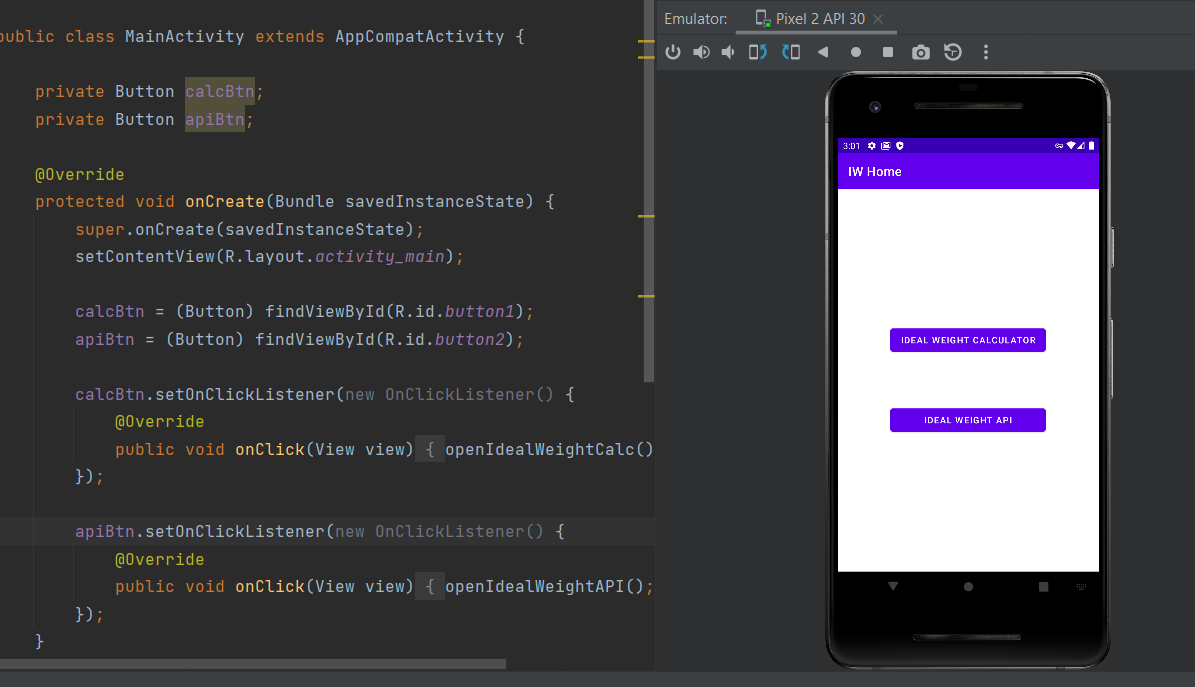 public class MainActivity extends AppCompatActivity {
private Button calcBtn;
private Button apiBtn;
@Override
protected void onCreate(Bundle savedInstanceState) {
super.onCreate(savedInstanceState);
setContentView(R.layout.activity_main);
calcBtn = (Button) findViewById(R.id.button1);
apiBtn = (Button) findViewById(R.id.button2);
calcBtn.setOnClickListener(new OnClickListener() {
@Override
public void onClick(View view) { openIdealWeightCalc()
});
apiBtn.setOnClickListener(new OnClickListener() {
@Override
public void onClick(View view) { openIdealWeightAPI();
});
}
Emulator: Pixel 2 API 30
3:01
IW Home
IDEAL WEIGHT CALCULATOR
IDEAL WEIGHT API